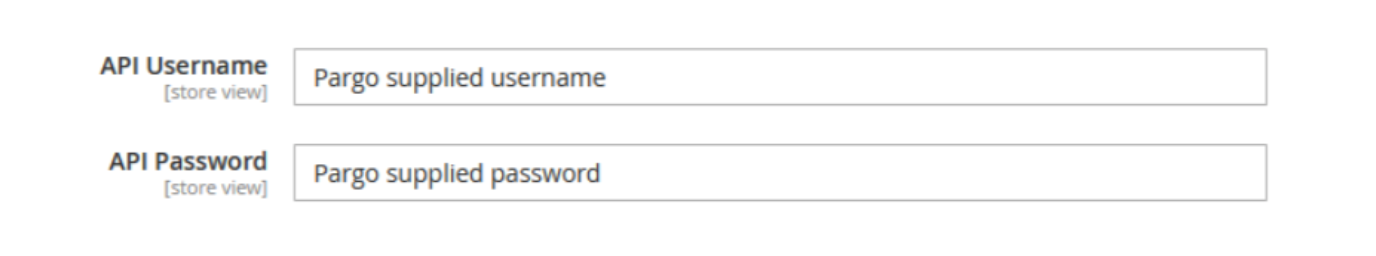 API Username
Pargo supplied username
[store view]
API Password
Pargo supplied password
[store view]